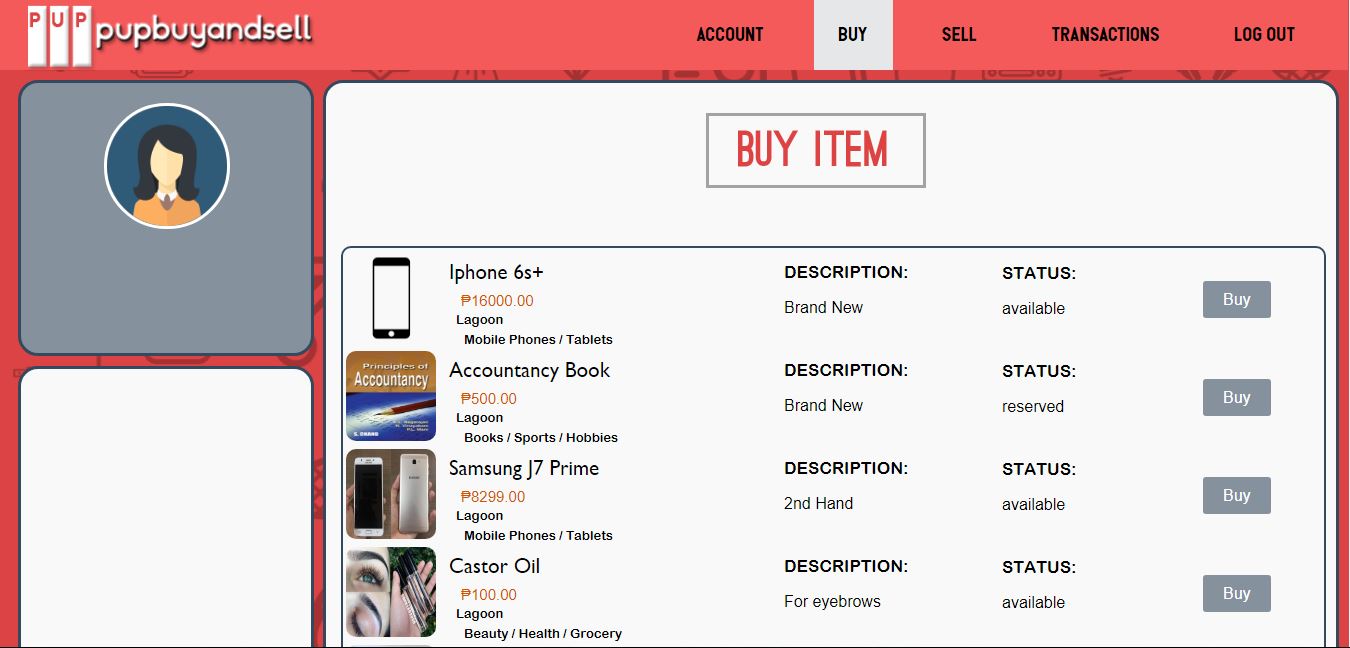 PUP pupbuyandsell
ACCOUNT BUY SELL TRANSACTIONS LOG OUT
BUY ITEM
Iphone 6s+
₱16000.00
Lagoon
Mobile Phones / Tablets
DESCRIPTION:
Brand New
STATUS:
available
Buy
Principles of
Accountancy
S. CHAND
Accountancy Book
₱500.00
Lagoon
Books / Sports / Hobbies
DESCRIPTION:
Brand New
STATUS:
reserved
Buy
Samsung J7 Prime
₱8299.00
Lagoon
Mobile Phones / Tablets
DESCRIPTION:
2nd Hand
STATUS:
available
Buy
Castor Oil
₱100.00
Lagoon
Beauty / Health / Grocery
DESCRIPTION:
For eyebrows
STATUS:
available
Buy